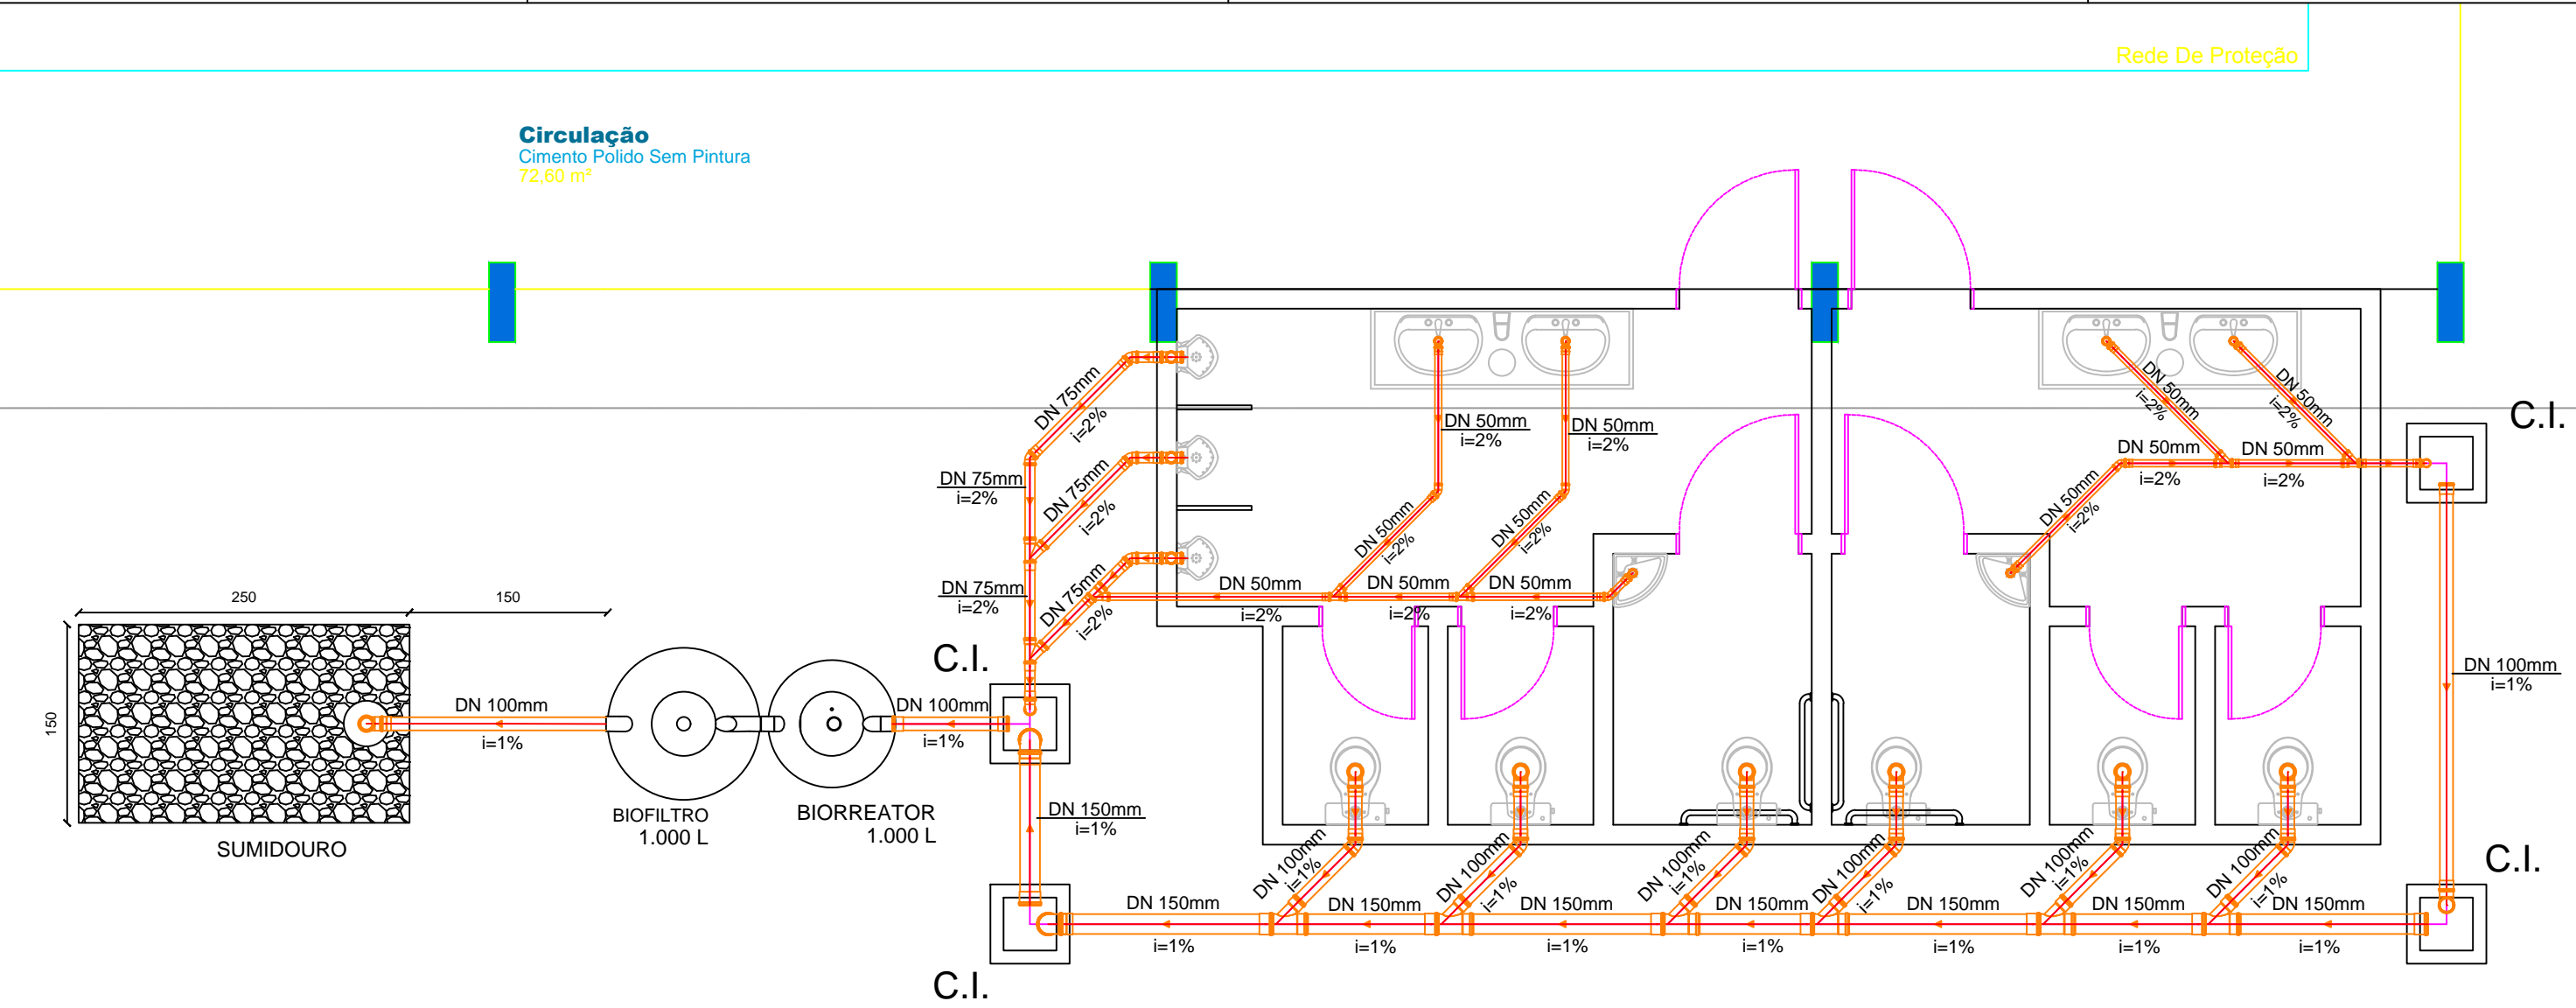 Rede De Proteção
Circulação
Cimento Polido Sem Pintura
72,60 m²
C.I.
DN 75mm
i=2%
DN 75mm
i=2%
DN 75mm
i=2%
DN 75mm
i=2%
DN 75mm
i=2%
DN 50mm
i=2%
DN 50mm
i=2%
DN 50mm
i=2%
DN 50mm
i=2%
DN 50mm
i=2%
DN 50mm
i=2%
DN 50mm
i=2%
DN 50mm
i=2%
DN 50mm
i=2%
DN 50mm
i=2%
DN 50mm
i=2%
DN 50mm
i=2%
250
150
150
C.I.
DN 100mm
i=1%
DN 100mm
i=1%
DN 100mm
i=1%
BIOFILTRO
1.000 L
BIORREATOR
1.000 L
SUMIDOURO
DN 150mm
i=1%
C.I.
DN 100mm
i=1%
DN 100mm
i=1%
DN 100mm
i=1%
DN 100mm
i=1%
DN 100mm
i=1%
DN 100mm
i=1%
DN 150mm
i=1%
DN 150mm
i=1%
DN 150mm
i=1%
DN 150mm
i=1%
DN 150mm
i=1%
DN 150mm
i=1%
DN 150mm
i=1%
C.I.